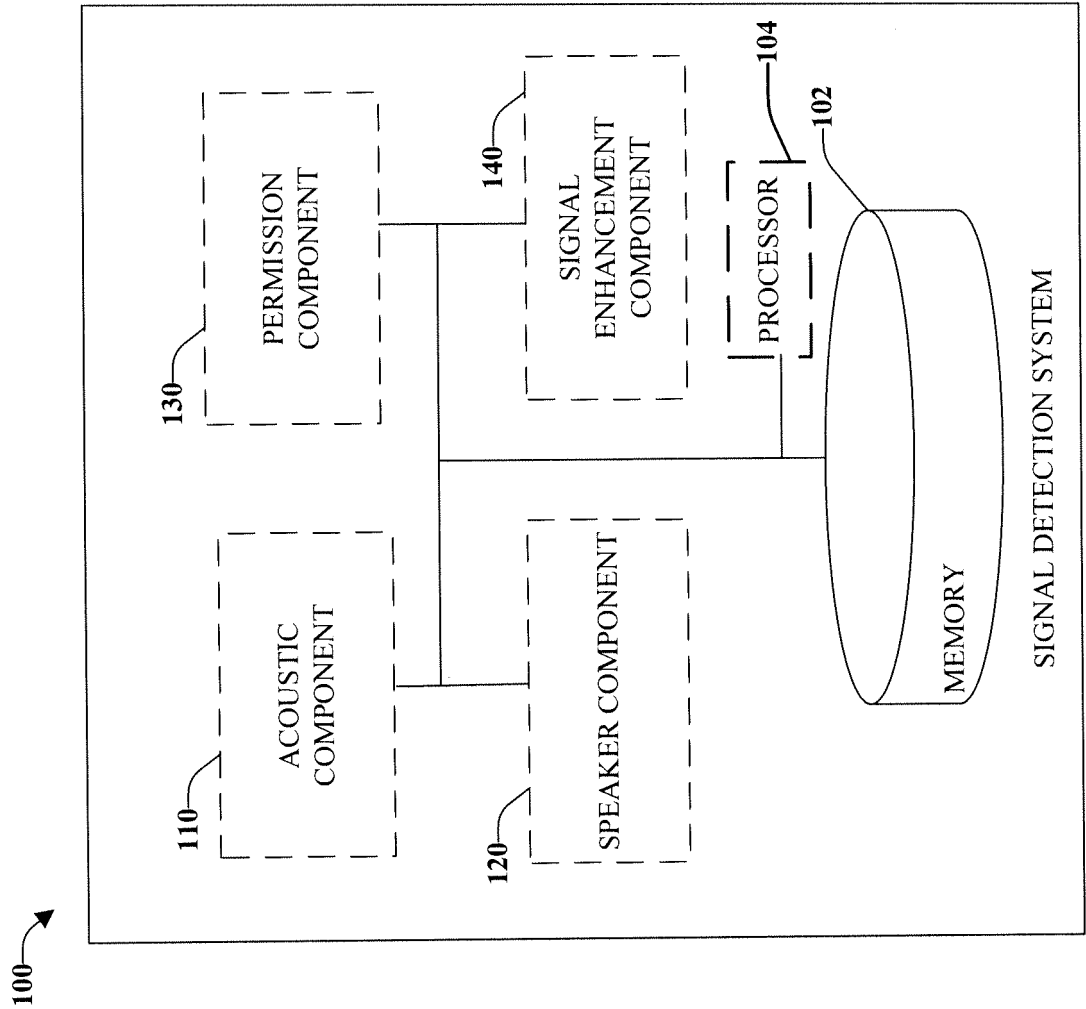 100
110
ACOUSTIC
COMPONENT
130
PERMISSION
COMPONENT
120
SPEAKER COMPONENT
140
SIGNAL
ENHANCEMENT
COMPONENT
PROCESSOR
104
102
MEMORY
SIGNAL DETECTION SYSTEM